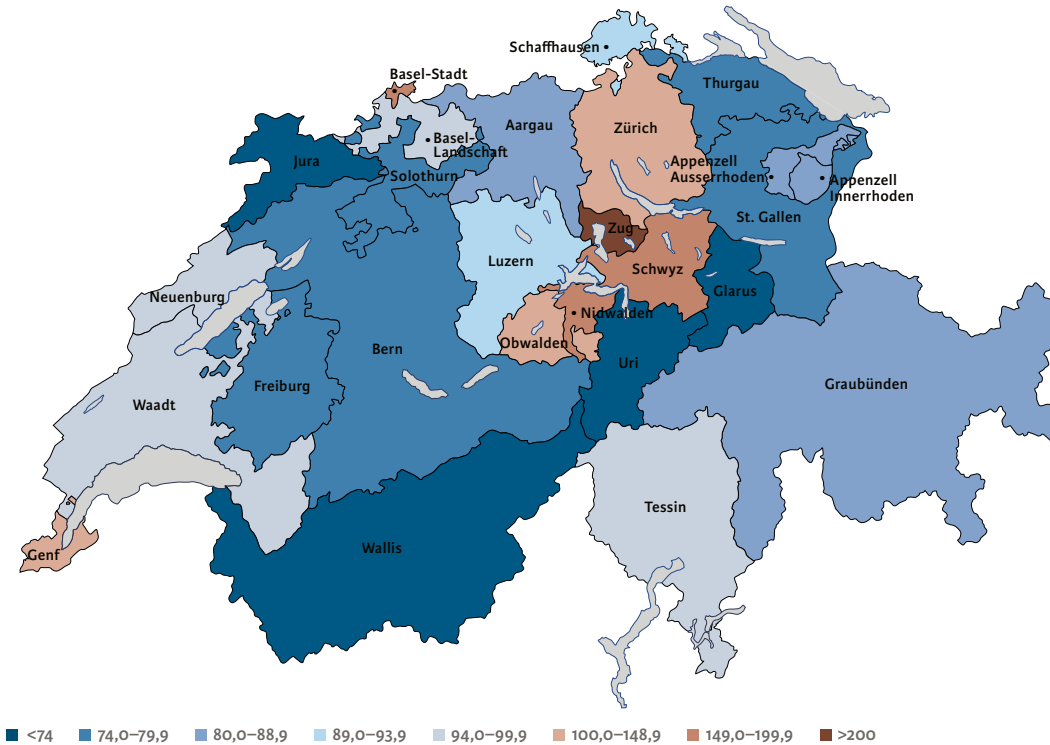 Schaffhausen
Basel-Stadt
Thurgau
Aargau
Zürich
Basel-
Landschaft
Jura
Solothurn
Appenzell
Ausserrhoden
Appenzell
Innerrhoden
St. Gallen
Zug
Luzern
Schwyz
Glarus
Neuenburg
Nidwalden
Obwalden
Bern
Uri
Freiburg
Graubünden
Waadt
Tessin
Wallis
Genf
<74
74,0–79,9
80,0–88,9
89,0–93,9
94,0–99,9
100,0–148,9
149,0–199,9
>200